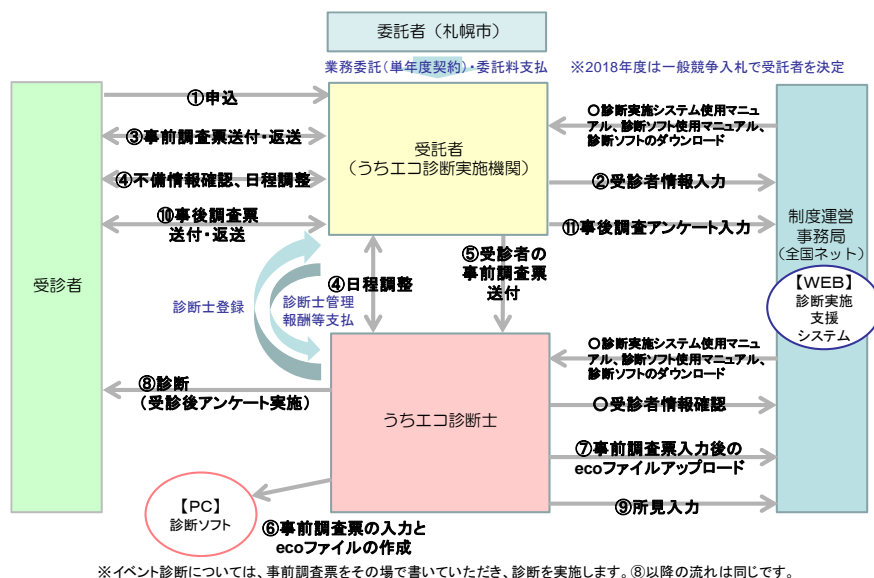 委託者（札幌市）
業務委託（単年度契約）・委託料支払
※2018年度は一般競争入札で受託者を決定
受診者
①申込
③事前調査票送付・返送
④不備情報確認、日程調整
⑩事後調査票
送付・返送
受託者
（うちエコ診断実施機関）
〇診断実施システム使用マニュ
アル、診断ソフト使用マニュアル、
診断ソフトのダウンロード
②受診者情報入力
⑪事後調査アンケート入力
制度運営
事務局
（全国ネット）
【WEB】
診断実施
支援
システム
診断士登録
診断士管理
報酬等支払
④日程調整
⑤受診者の
事前調査票
送付
⑧診断
（受診後アンケート実施）
うちエコ診断士
〇診断実施システム使用マニュ
アル、診断ソフト使用マニュアル、
診断ソフトのダウンロード
〇受診者情報確認
⑦事前調査票入力後の
ecoファイルアップロード
⑨所見入力
【PC】
診断ソフト
⑥事前調査票の入力と
ecoファイルの作成
※イベント診断については、事前調査票をその場で書いていただき、診断を実施します。⑧以降の流れは同じです。